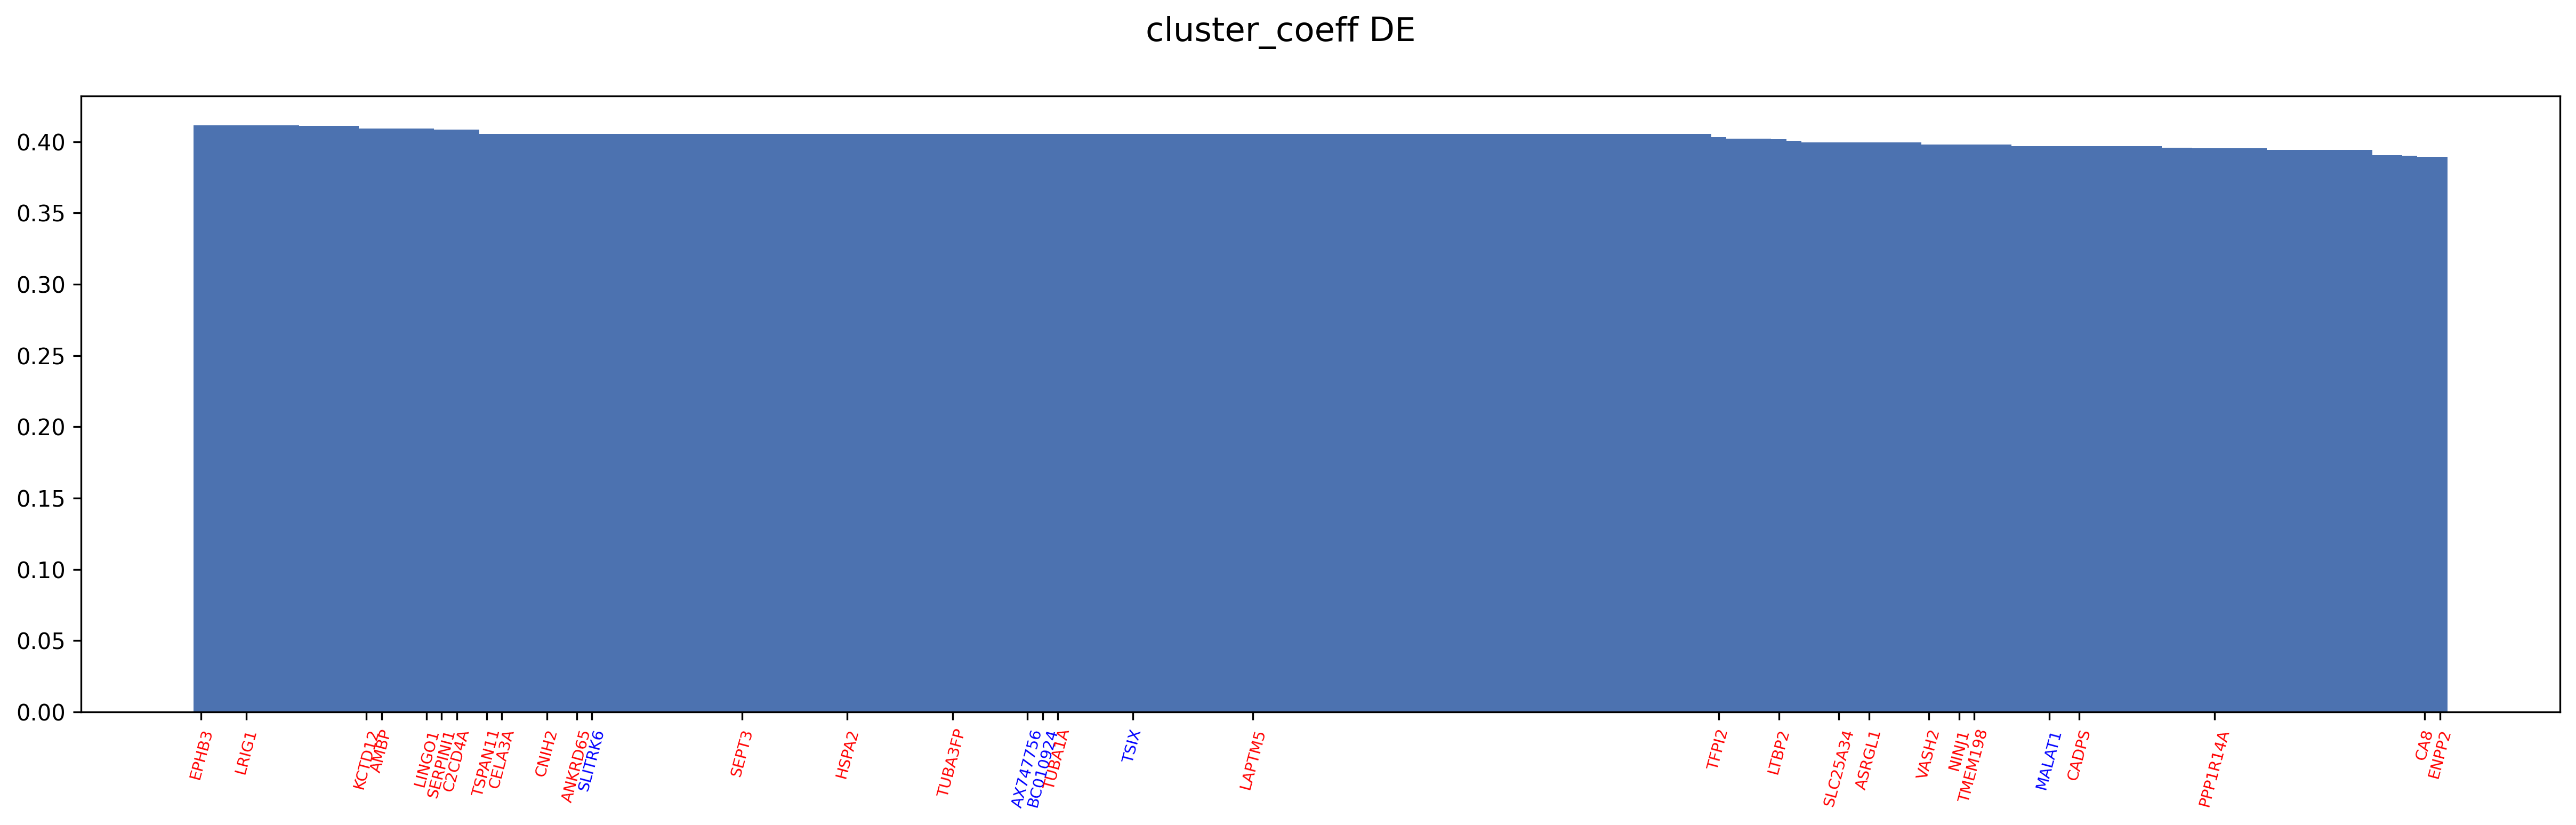 cluster_coeff DE
0.40
0.35
0.30
0.25
0.20
0.15
0.10
0.05
0.00
EPHB3
LRIG1
KCTD12
AMBP
LINGO1
SERPINI1
C2CD4A
TSPAN11
CELA3A
CNIH2
ANKRD65
SLITRK6
SEPT3
HSPA2
TUBA3FP
AX747756
BC010924
TUBA1A
TSIX
LAPTM5
TFPI2
LTBP2
SLC25A34
ASRGL1
VASH2
NINJ1
TMEM198
MALAT1
CADPS
PPP1R14A
CA8
ENPP2